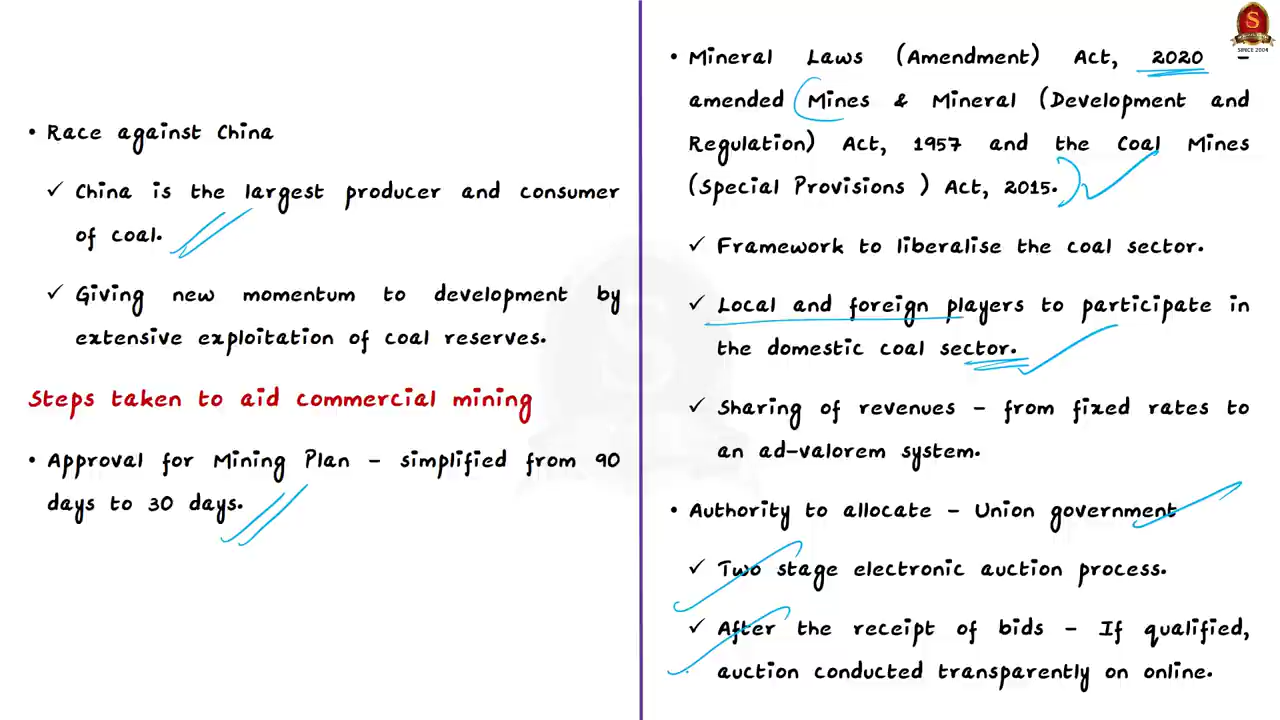 • Race against China
✓ China is the largest producer and consumer
of coal.
✓ Giving new momentum to development by
extensive exploitation of coal reserves.
Steps taken to aid commercial mining
• Approval for Mining Plan – simplified from 90
days to 30 days.
• Mineral Laws (Amendment) Act, 2020 –
amended Mines & Mineral (Development and
Regulation) Act, 1957 and the Coal Mines
(Special Provisions ) Act, 2015.
✓ Framework to liberalise the coal sector.
✓ Local and foreign players to participate in
the domestic coal sector.
✓ Sharing of revenues – from fixed rates to
an ad-valorem system.
• Authority to allocate – Union government
✓ Two stage electronic auction process.
✓ After the receipt of bids – If qualified,
auction conducted transparently on online.
S
SINCE 2004